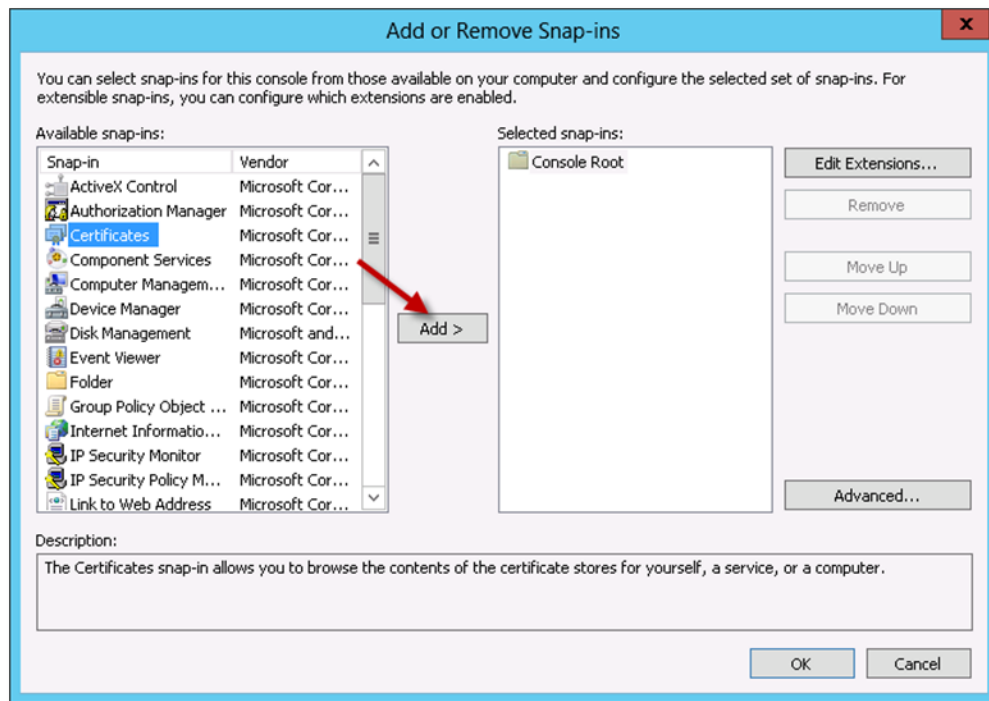 Add or Remove Snap-ins
x
You can select snap-ins for this console from those available on your computer and configure the selected set of snap-ins. For
extensible snap-ins, you can configure which extensions are enabled.
Available snap-ins:
Snap-in Vendor
ActiveX Control Microsoft Cor...
Authorization Manager Microsoft Cor...
Certificates Microsoft Cor...
Component Services Microsoft Cor...
Computer Managem... Microsoft Cor...
Device Manager Microsoft Cor...
Disk Management Microsoft and...
Event Viewer Microsoft Cor...
Folder Microsoft Cor...
Group Policy Object ... Microsoft Cor...
Internet Informatio... Microsoft Cor...
IP Security Monitor Microsoft Cor...
IP Security Policy M... Microsoft Cor...
Link to Web Address Microsoft Cor...
Add >
Selected snap-ins:
Console Root
Edit Extensions...
Remove
Move Up
Move Down
Advanced...
Description:
The Certificates snap-in allows you to browse the contents of the certificate stores for yourself, a service, or a computer.
OK
Cancel